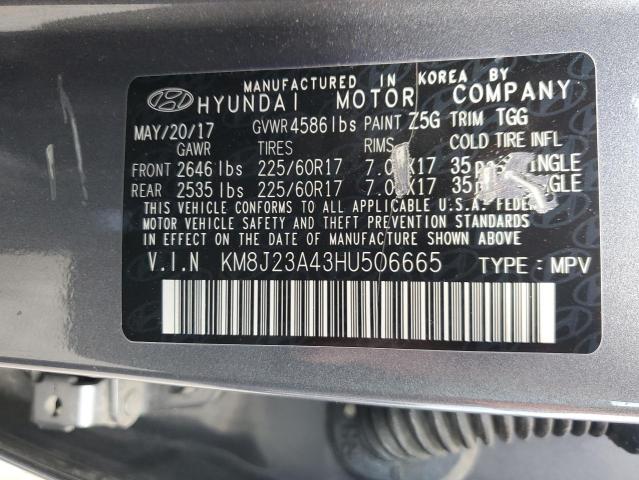 MANUFACTURED IN KOREA BY
HYUNDAI MOTOR COMPANY
MAY/20/17 GVWR 4586 lbs PAINT Z5G TRIM TGG
GAWR TIRES RIMS COLD TIRE INFL
FRONT 2646 lbs 225/60R17 35
REAR 2535 lbs 225/60R17 35
THIS VEHICLE CONFORMS TO ALL APPLICABLE U.S.A. FEDERAL
MOTOR VEHICLE SAFETY AND THEFT PREVENTION STANDARDS
IN EFFECT ON THE DATE OF MANUFACTURE SHOWN ABOVE
V.I.N KM8J23A43HU506665 TYPE : MPV